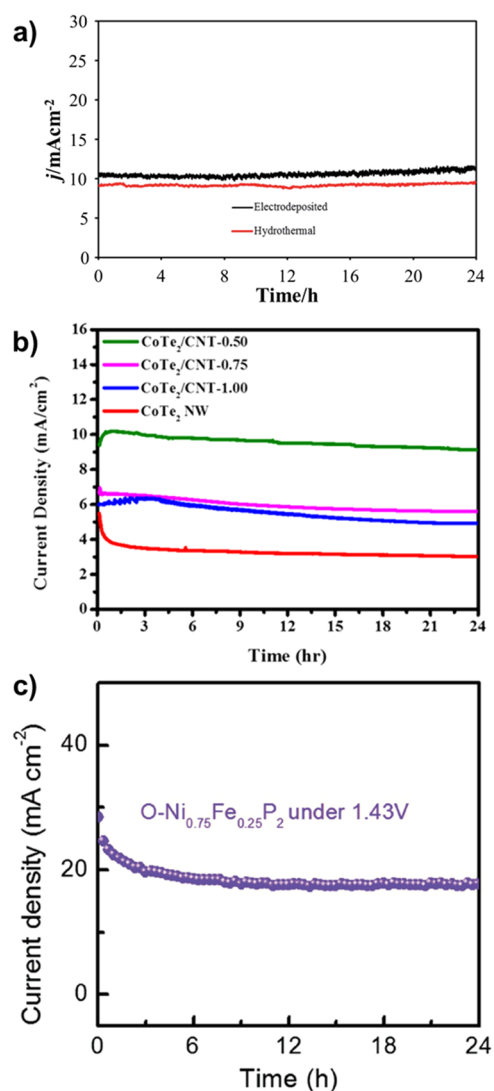 a)
30
25
20
15
10
5
0
j/mAcm-2
Electrodeposited
Hydrothermal
0 4 8 12 16 20 24
Time/h
b)
16
14
12
10
8
6
4
2
0
Current Density (mA/cm²)
CoTe₂/CNT-0.50
CoTe₂/CNT-0.75
CoTe₂/CNT-1.00
CoTe₂ NW
0 3 6 9 12 15 18 21 24
Time (hr)
c)
40
20
0
Current density (mA cm⁻²)
O-Ni₀.₇₅Fe₀.₂₅P₂ under 1.43V
0 6 12 18 24
Time (h)